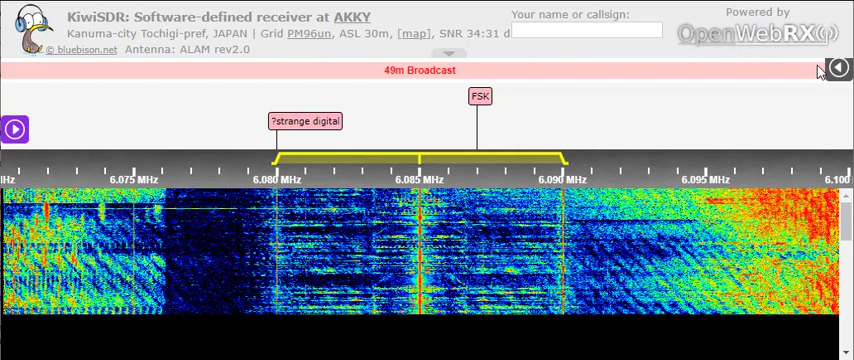 KiwiSDR: Software-defined receiver at AKKY
Kanuma-city Tochigi-pref, JAPAN | Grid PM96un, ASL 30m, [map], SNR 34:31 d
© bluebison.net Antenna: ALAM rev2.0
Your name or callsign:
Powered by
OpenWebRX
49m Broadcast
FSK
?strange digital
Hz 6.075 MHz 6.080 MHz 6.085 MHz 6.090 MHz 6.095 MHz 6.100